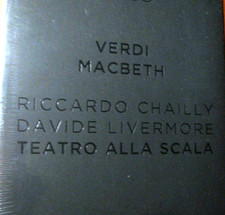 VERDI
MACBETH
RICCARDO CHAILLY
DAVIDE LIVERMORE
TEATRO ALLA SCALA